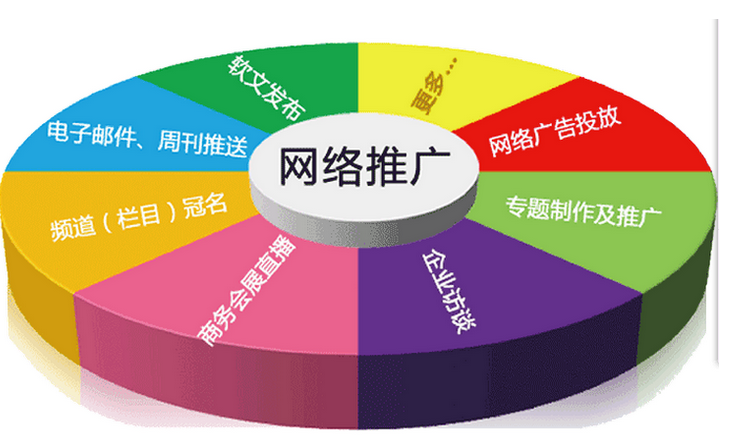 网络推广
更多...
网络广告投放
专题制作及推广
企业访谈
商务会展直播
频道（栏目）冠名
电子邮件、周刊推送
软文发布